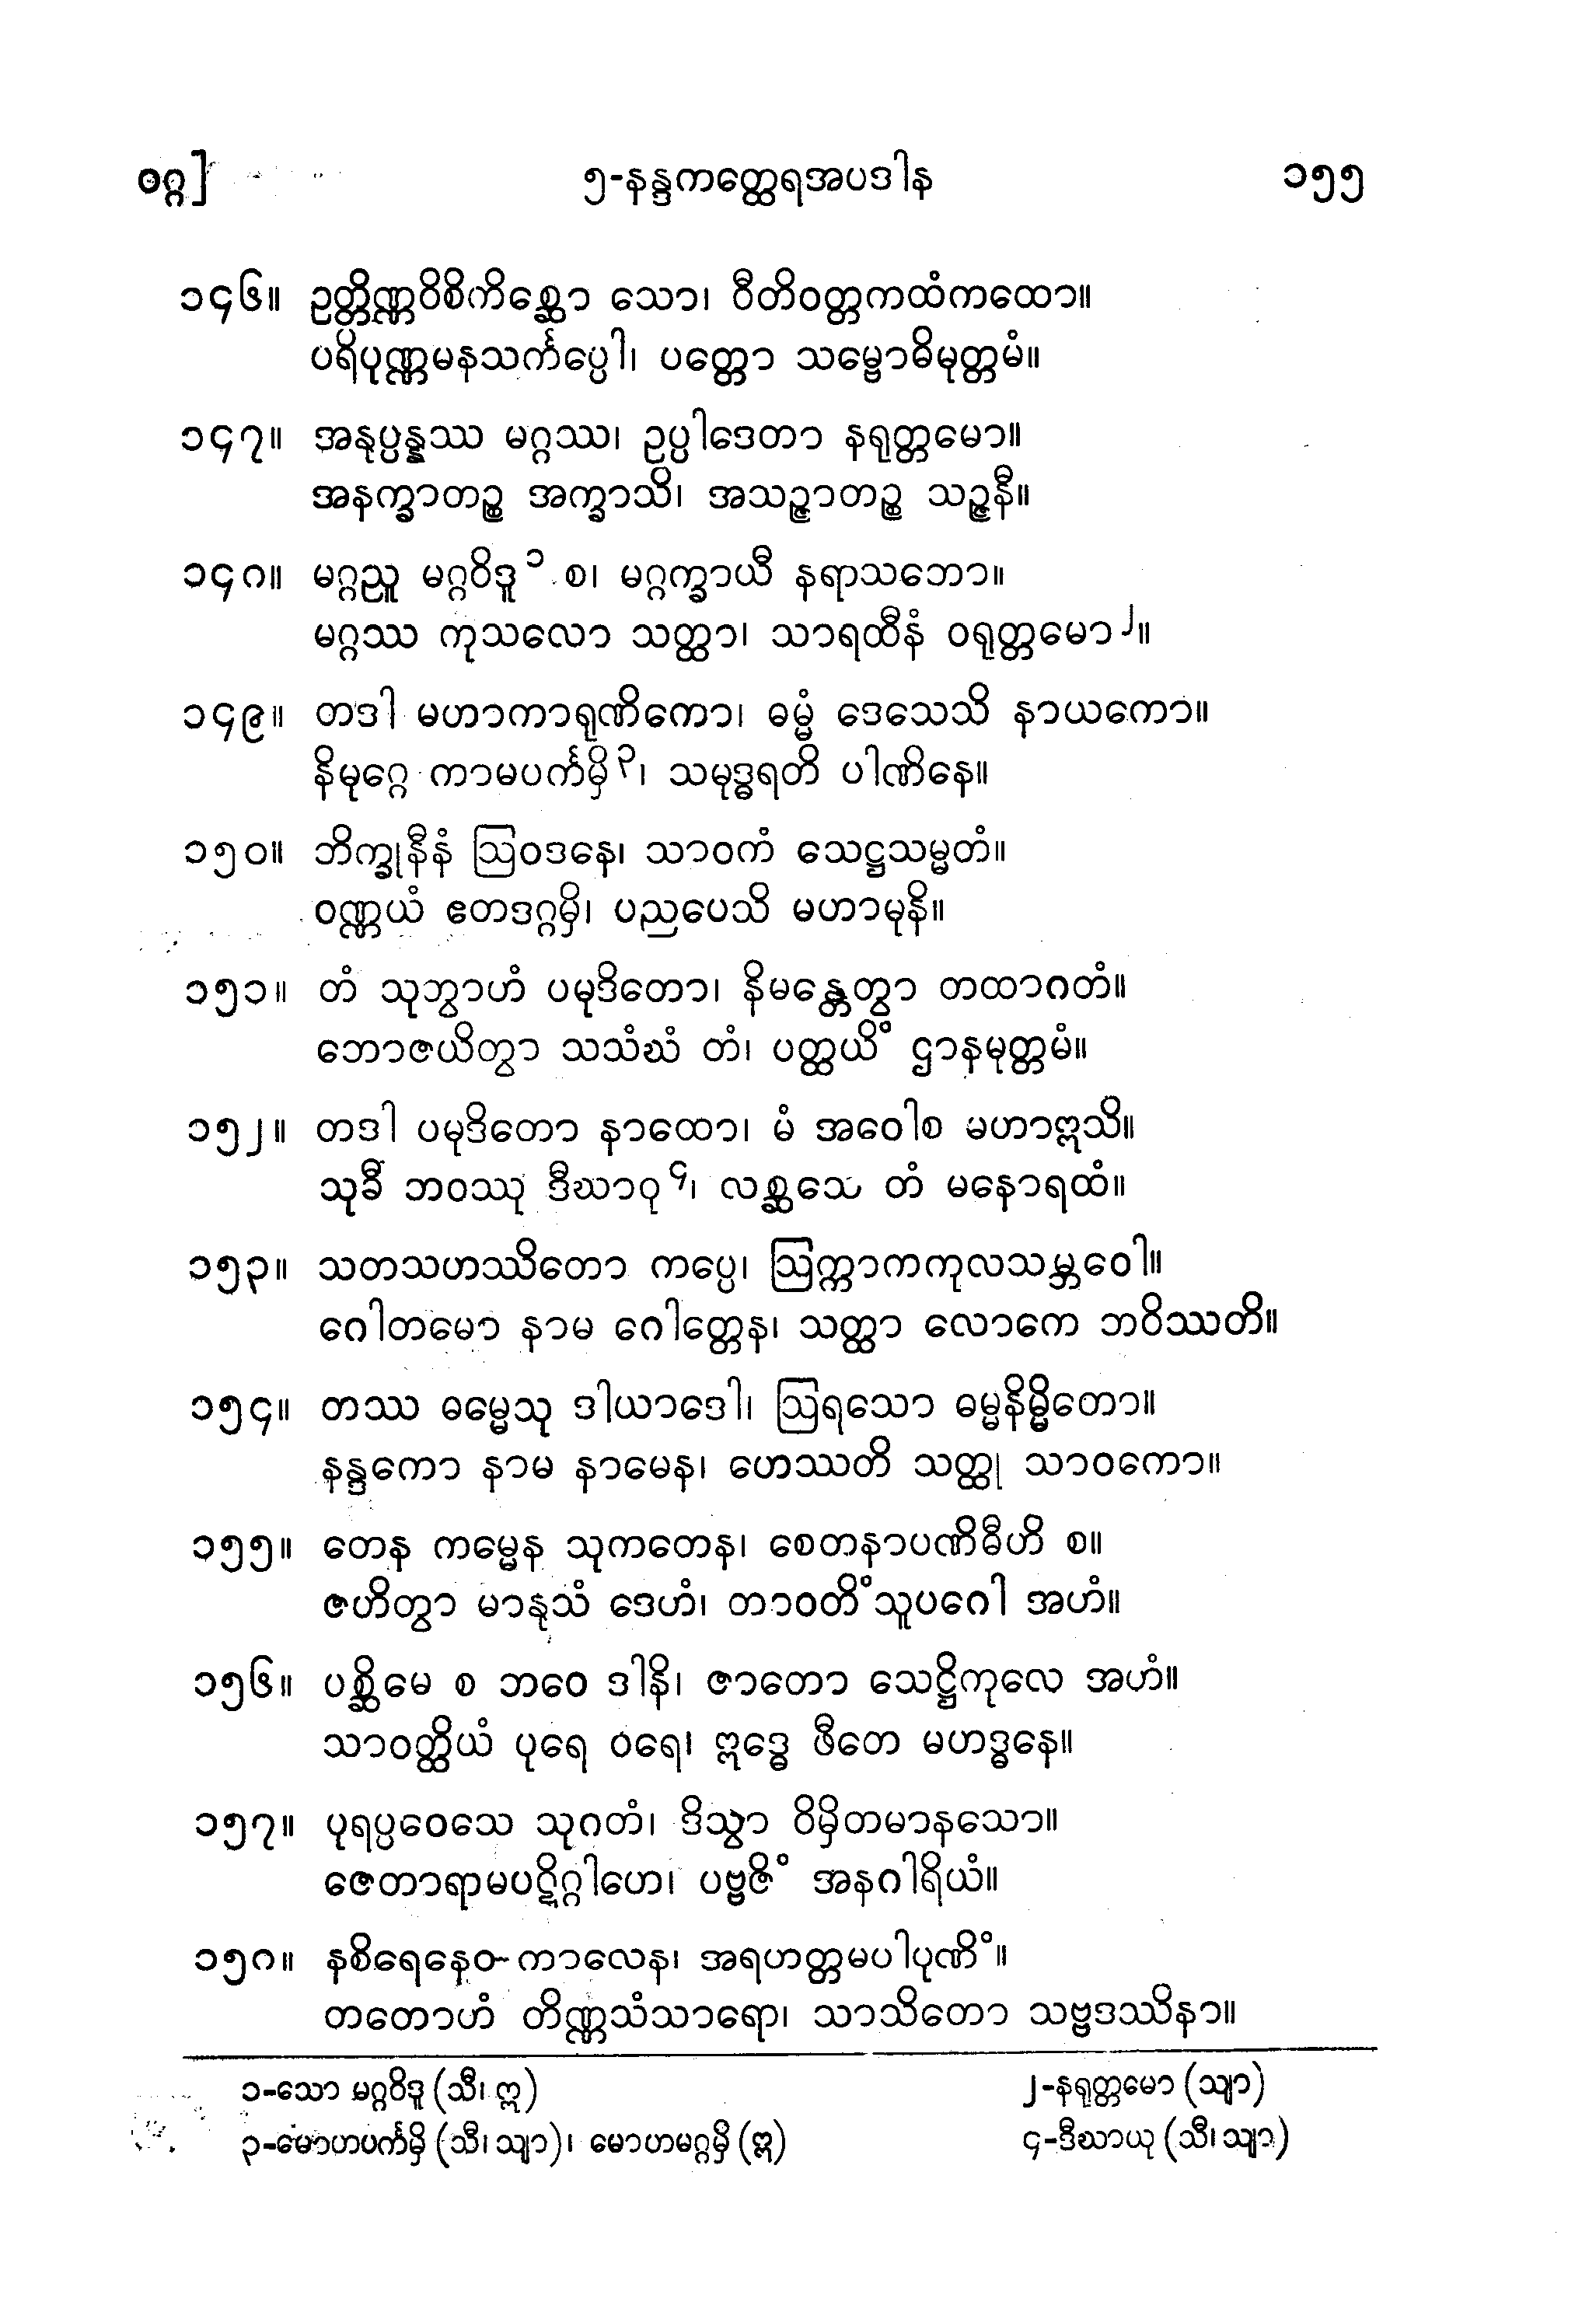 ဝဂ္ဂ] ၅-နန္ဒကတ္ထေရအပဒါန ၁၅၅
၁၄၆။ ဥတ္တိဏ္ဏဝိစိကိစ္ဆော သော၊ ဝီတိဝတ္တကထံကထော။
ပရိပုဏ္ဏမနသင်္ကပ္ပေါ၊ ပတ္တော သမ္ဗောဓိမုတ္တမံ။
၁၄၇။ အနုပ္ပန္နဿ မဂ္ဂဿ၊ ဥပ္ပါဒေတာ နရုတ္တမော။
အနက္ခာတဉ္စ အက္ခာသိ၊ အသဉ္ဇာတဉ္စ သဉ္ဇနီ။
၁၄၈။ မဂ္ဂညူ မဂ္ဂဝိဒူ ၁ စ၊ မဂ္ဂက္ခာယီ နရာသဘော။
မဂ္ဂဿ ကုသလော သတ္ထာ၊ သာရထီနံ ဝရုတ္တမော ၂။
၁၄၉။ တဒါ မဟာကာရုဏိကော၊ ဓမ္မံ ဒေသေသိ နာယကော။
နိမုဂ္ဂေ ကာမပင်္ကမှိ ၃၊ သမုဒ္ဓရတိ ပါဏိနေ။
၁၅၀။ ဘိက္ခုနီနံ ဩဝဒနေ၊ သာဝကံ သေဋ္ဌသမ္မတံ။
ဝဏ္ဏယံ ဧတဒဂ္ဂမှိ၊ ပညပေသိ မဟာမုနိ။
၁၅၁။ တံ သုတွာဟံ ပမုဒိတော၊ နိမန္တေတွာ တထာဂတံ။
ဘောဇယိတွာ သသံဃံ တံ၊ ပတ္ထယိံ ဌာနမုတ္တမံ။
၁၅၂။ တဒါ ပမုဒိတော နာထော၊ မံ အဝေါစ မဟာဣသိ။
သုခီ ဘဝဿု ဒီဃာဝု ၄၊ လစ္ဆသေ တံ မနောရထံ။
၁၅၃။ သတသဟဿိတော ကပ္ပေ၊ ဩက္ကာကကုလသမ္ဘဝေါ။
ဂေါတမော နာမ ဂေါတ္တေန၊ သတ္ထာ လောကေ ဘဝိဿတိ။
၁၅၄။ တဿ ဓမ္မေသု ဒါယာဒေါ၊ ဩရသော ဓမ္မနိမ္မိတော။
နန္ဒကော နာမ နာမေန၊ ဟေဿတိ သတ္ထု သာဝကော။
၁၅၅။ တေန ကမ္မေန သုကတေန၊ စေတနာပဏိဓီဟိ စ။
ဇဟိတွာ မာနုသံ ဒေဟံ၊ တာဝတိံသူပဂေါ အဟံ။
၁၅၆။ ပစ္ဆိမေ စ ဘဝေ ဒါနိ၊ ဇာတော သေဋ္ဌိကုလေ အဟံ။
သာဝတ္ထိယံ ပုရေ ဝရေ၊ ဣဒ္ဓေ ဖီတေ မဟဒ္ဓနေ။
၁၅၇။ ပုရပ္ပဝေသေ သုဂတံ၊ ဒိသွာ ဝိမှိတမာနသော။
ဇေတာရာမပဋိဂ္ဂါဟေ၊ ပဗ္ဗဇိံ အနဂါရိယံ။
၁၅၈။ နစိရေနေဝ ကာလေန၊ အရဟတ္တမပါပုဏိံ။
တတောဟံ တိဏ္ဏသံသာရော၊ သာသိတော သဗ္ဗဒဿိနာ။
၁-သော မဂ္ဂဝိဒူ (သီ၊ ဣ) ၂-နရုတ္တမော (သျာ)
၃-မောဟပင်္ကမှိ (သီ၊ သျာ)၊ မောဟမဂ္ဂမှိ (ဣ) ၄-ဒီဃာယု (သီ၊ သျာ)